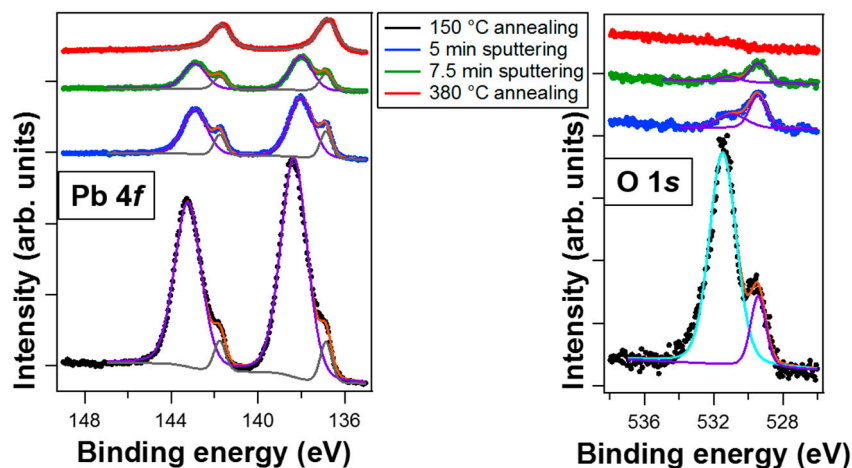 150 °C annealing
5 min sputtering
7.5 min sputtering
380 °C annealing
Pb 4f
O 1s
Intensity (arb. units)
Intensity (arb. units)
148 144 140 136
536 532 528
Binding energy (eV)
Binding energy (eV)